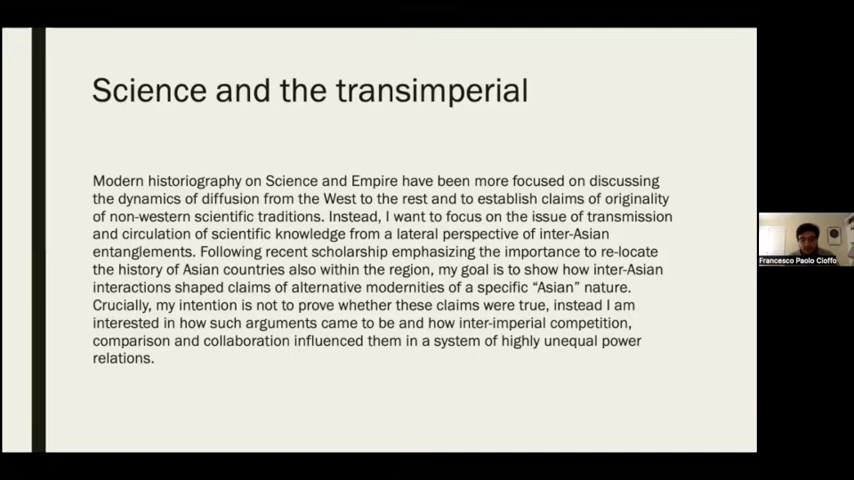 Science and the transimperial
Modern historiography on Science and Empire have been more focused on discussing
the dynamics of diffusion from the West to the rest and to establish claims of originality
of non-western scientific traditions. Instead, I want to focus on the issue of transmission
and circulation of scientific knowledge from a lateral perspective of inter-Asian
entanglements. Following recent scholarship emphasizing the importance to re-locate
the history of Asian countries also within the region, my goal is to show how inter-Asian
interactions shaped claims of alternative modernities of a specific “Asian” nature.
Crucially, my intention is not to prove whether these claims were true, instead I am
interested in how such arguments came to be and how inter-imperial competition,
comparison and collaboration influenced them in a system of highly unequal power
relations.
Francesco Paolo Cioffo